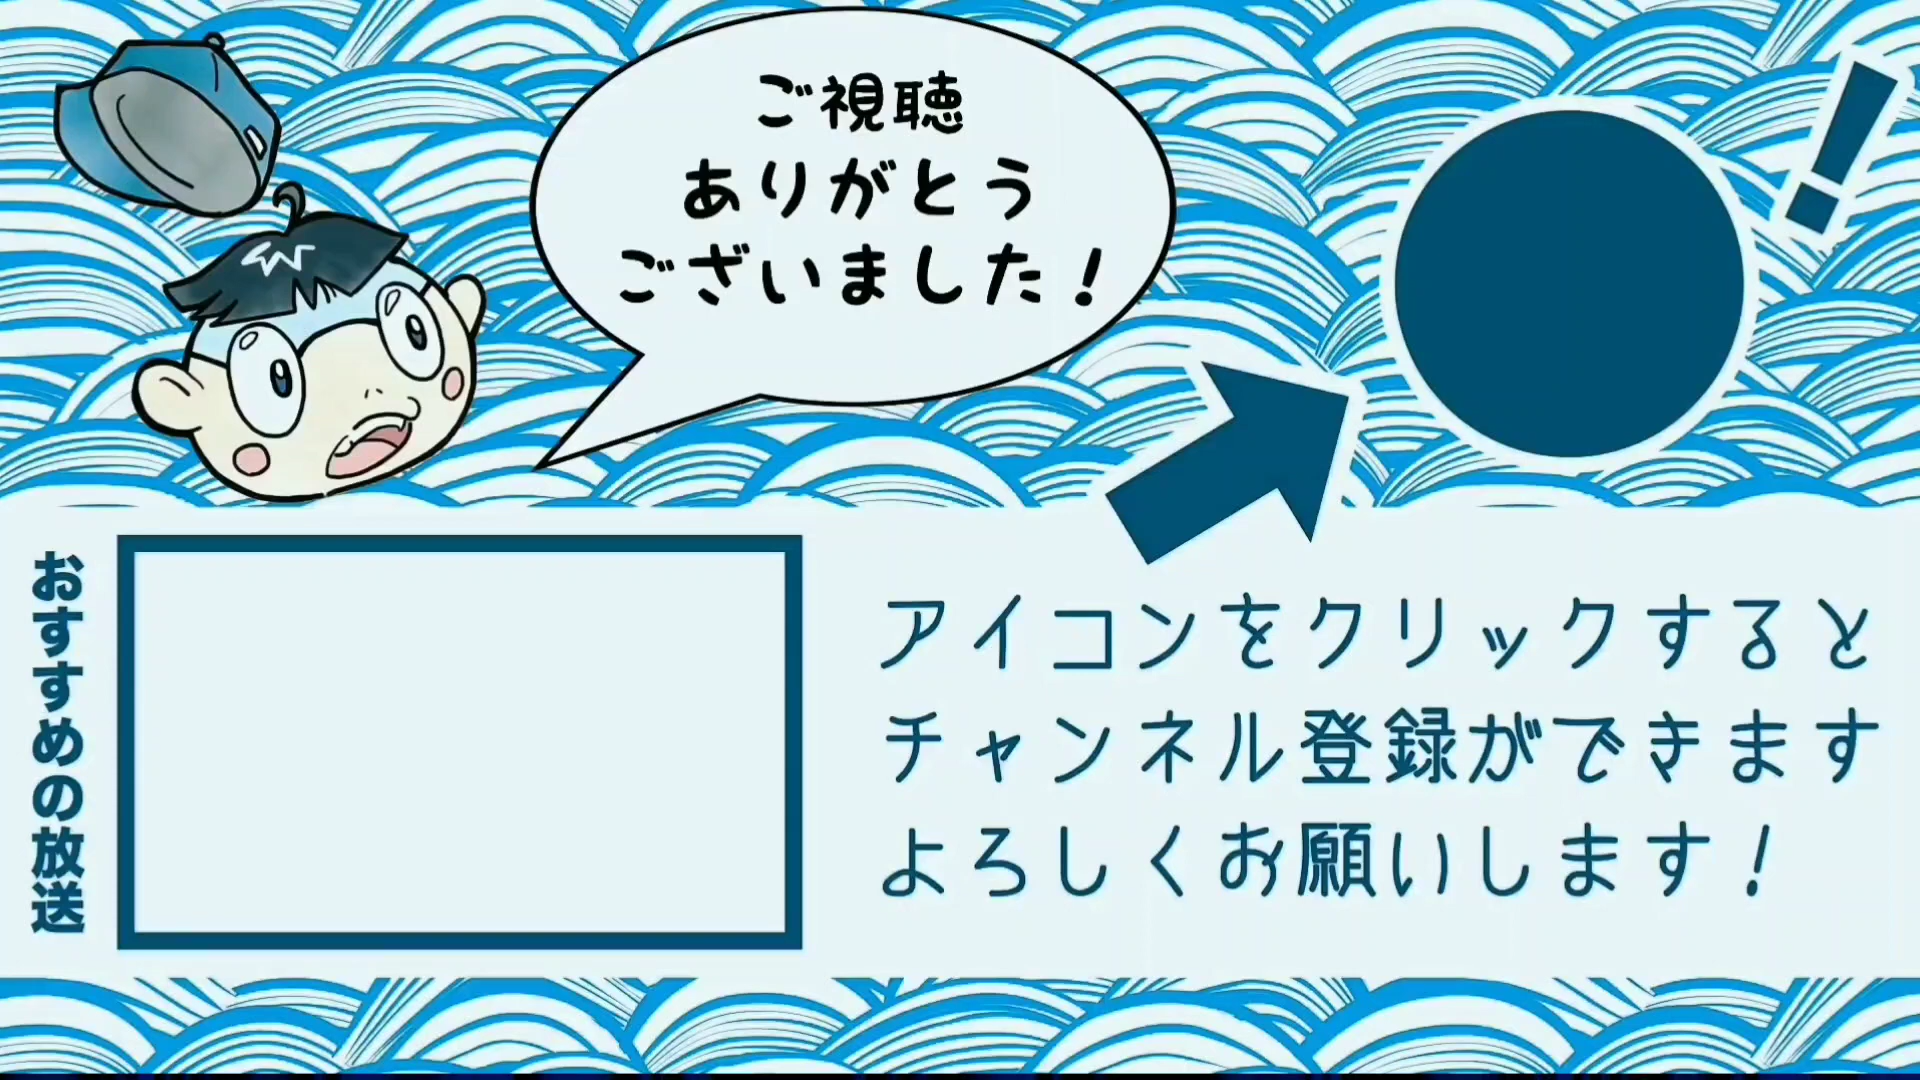 ご視聴
ありがとう
ございました！
！
おすすめの放送
アイコンをクリックすると
チャンネル登録ができます
よろしくお願いします！